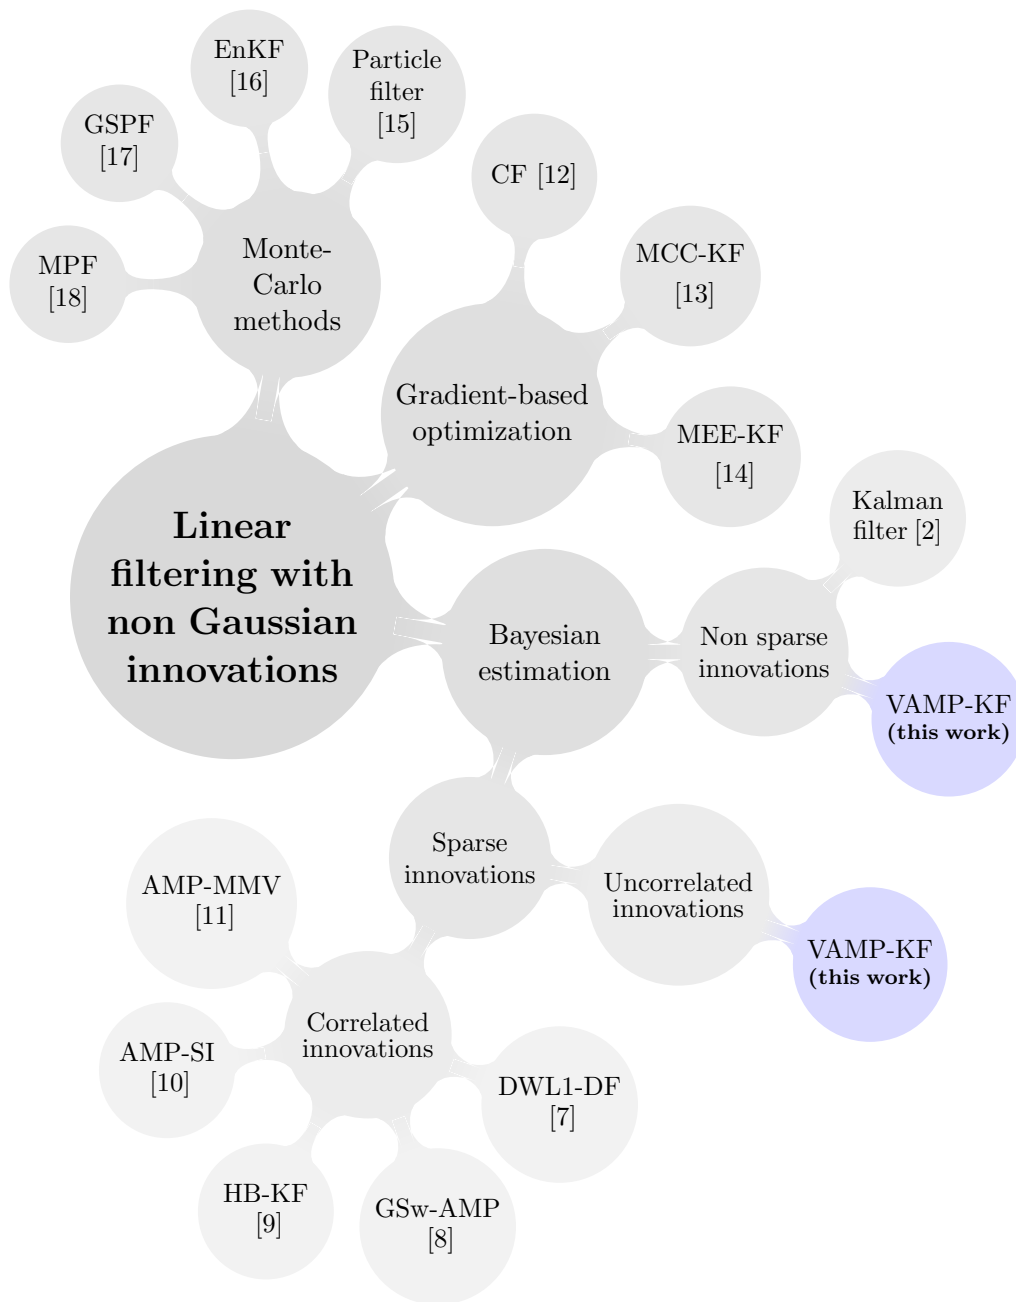 EnKF
[16]
Particle
filter
[15]
GSPF
[17]
MPF
[18]
Monte-
Carlo
methods
CF [12]
MCC-KF
[13]
Gradient-based
optimization
MEE-KF
[14]
Kalman
filter [2]
Linear
filtering with
non Gaussian
innovations
Bayesian
estimation
Non sparse
innovations
VAMP-KF
(this work)
Sparse
innovations
Uncorrelated
innovations
VAMP-KF
(this work)
AMP-MMV
[11]
Correlated
innovations
AMP-SI
[10]
DWL1-DF
[7]
HB-KF
[9]
GSw-AMP
[8]